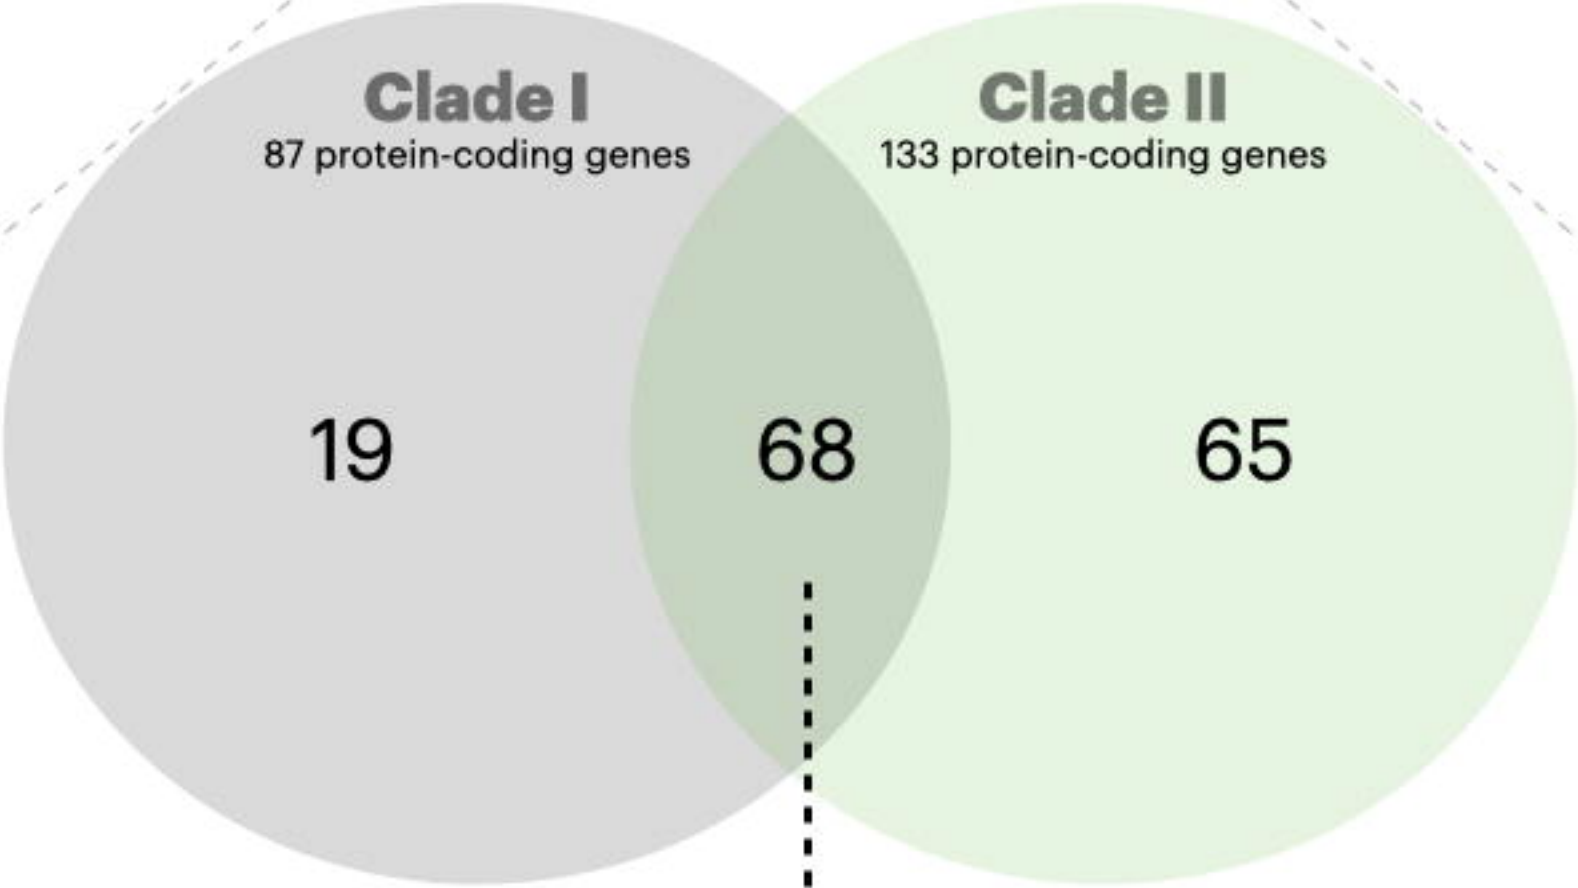 Clade I
87 protein-coding genes
Clade II
133 protein-coding genes
19
68
65